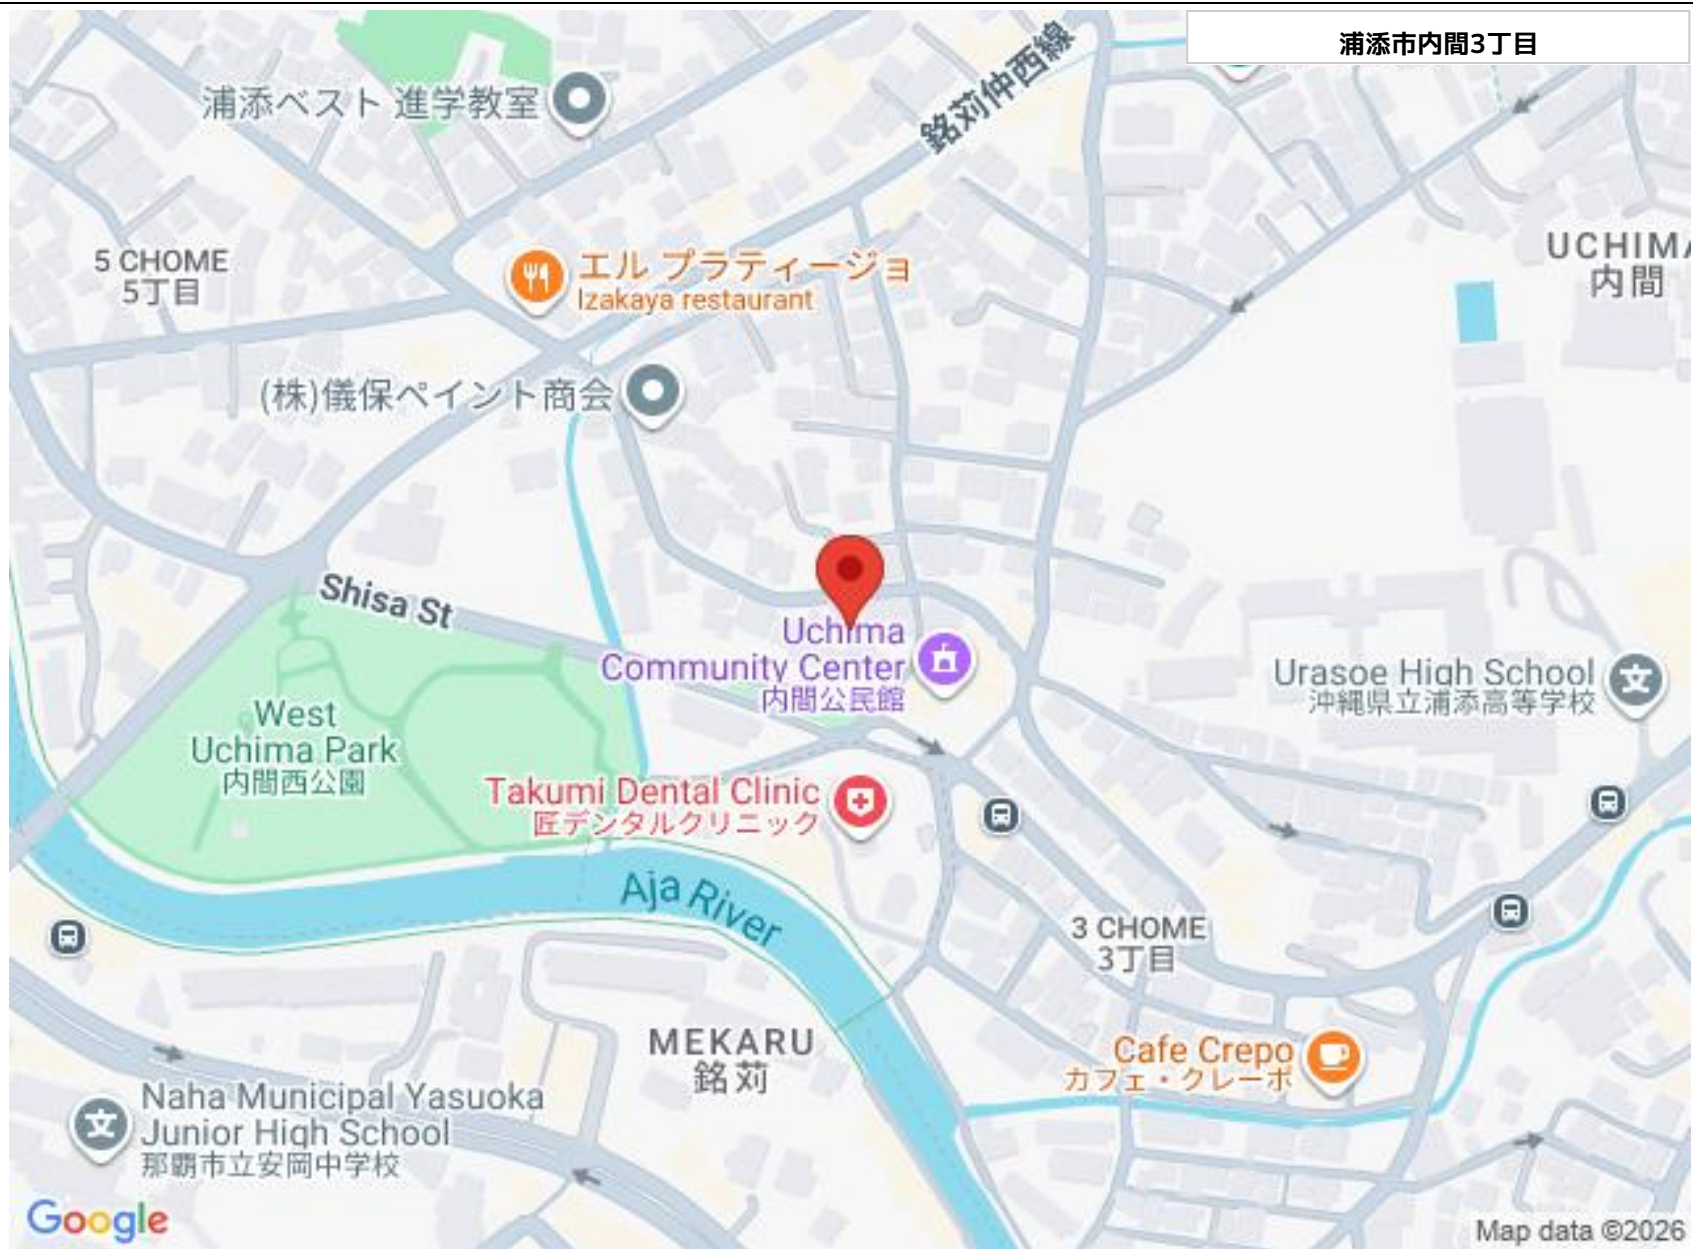 浦添市内間3丁目
銘苅仲西線
浦添ベスト 進学教室
5 CHOME
5丁目
エル プラティージョ
Izakaya restaurant
UCHIMA
内間
(株)儀保ペイント商会
Shisa St
Uchima
Community Center
内間公民館
West
Uchima Park
内間西公園
Urasoe High School
沖縄県立浦添高等学校
Takumi Dental Clinic
匠デンタルクリニック
Aja River
3 CHOME
3丁目
MEKARU
銘苅
Cafe Crepo
カフェ・クレーポ
Naha Municipal Yasuoka
Junior High School
那覇市立安岡中学校
文
文
Google
Map data ©2026